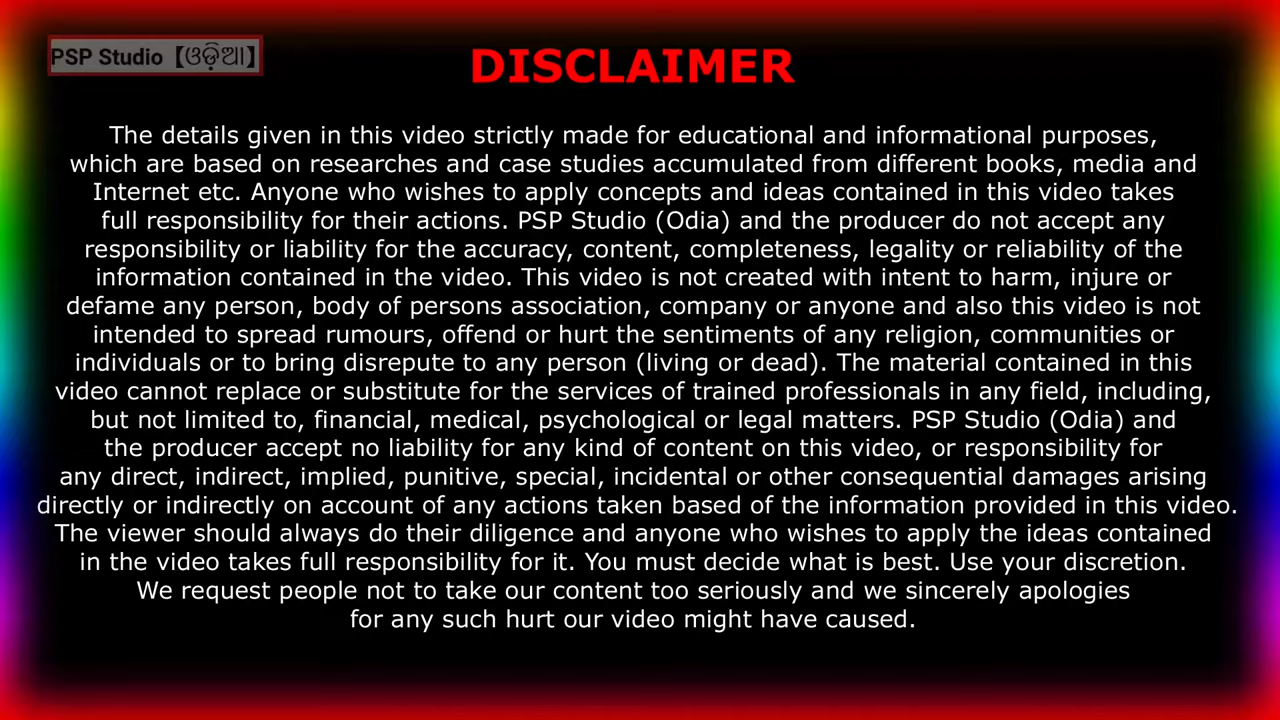 PSP Studio【ଓଡ଼ିଆ】
DISCLAIMER
The details given in this video strictly made for educational and informational purposes,
which are based on researches and case studies accumulated from different books, media and
Internet etc. Anyone who wishes to apply concepts and ideas contained in this video takes
full responsibility for their actions. PSP Studio (Odia) and the producer do not accept any
responsibility or liability for the accuracy, content, completeness, legality or reliability of the
information contained in the video. This video is not created with intent to harm, injure or
defame any person, body of persons association, company or anyone and also this video is not
intended to spread rumours, offend or hurt the sentiments of any religion, communities or
individuals or to bring disrepute to any person (living or dead). The material contained in this
video cannot replace or substitute for the services of trained professionals in any field, including,
but not limited to, financial, medical, psychological or legal matters. PSP Studio (Odia) and
the producer accept no liability for any kind of content on this video, or responsibility for
any direct, indirect, implied, punitive, special, incidental or other consequential damages arising
directly or indirectly on account of any actions taken based of the information provided in this video.
The viewer should always do their diligence and anyone who wishes to apply the ideas contained
in the video takes full responsibility for it. You must decide what is best. Use your discretion.
We request people not to take our content too seriously and we sincerely apologies
for any such hurt our video might have caused.